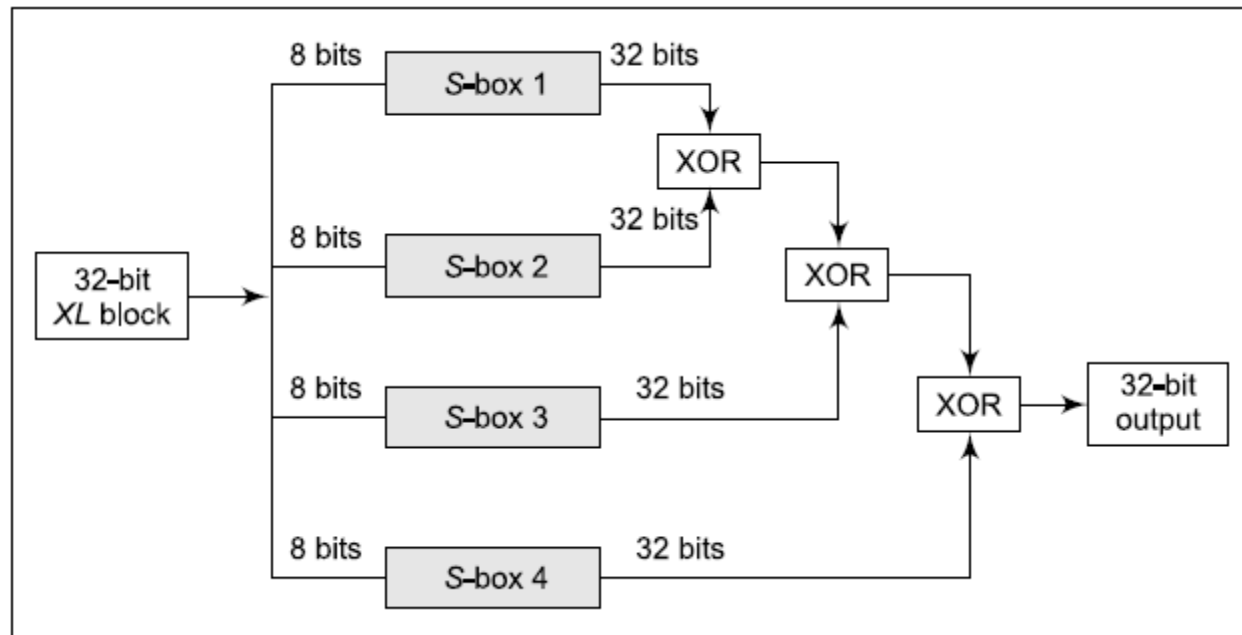 8 bits
S-box 1
32 bits
XOR
8 bits
S-box 2
32 bits
XOR
32-bit
XL block
8 bits
S-box 3
32 bits
XOR
32-bit
output
8 bits
S-box 4
32 bits